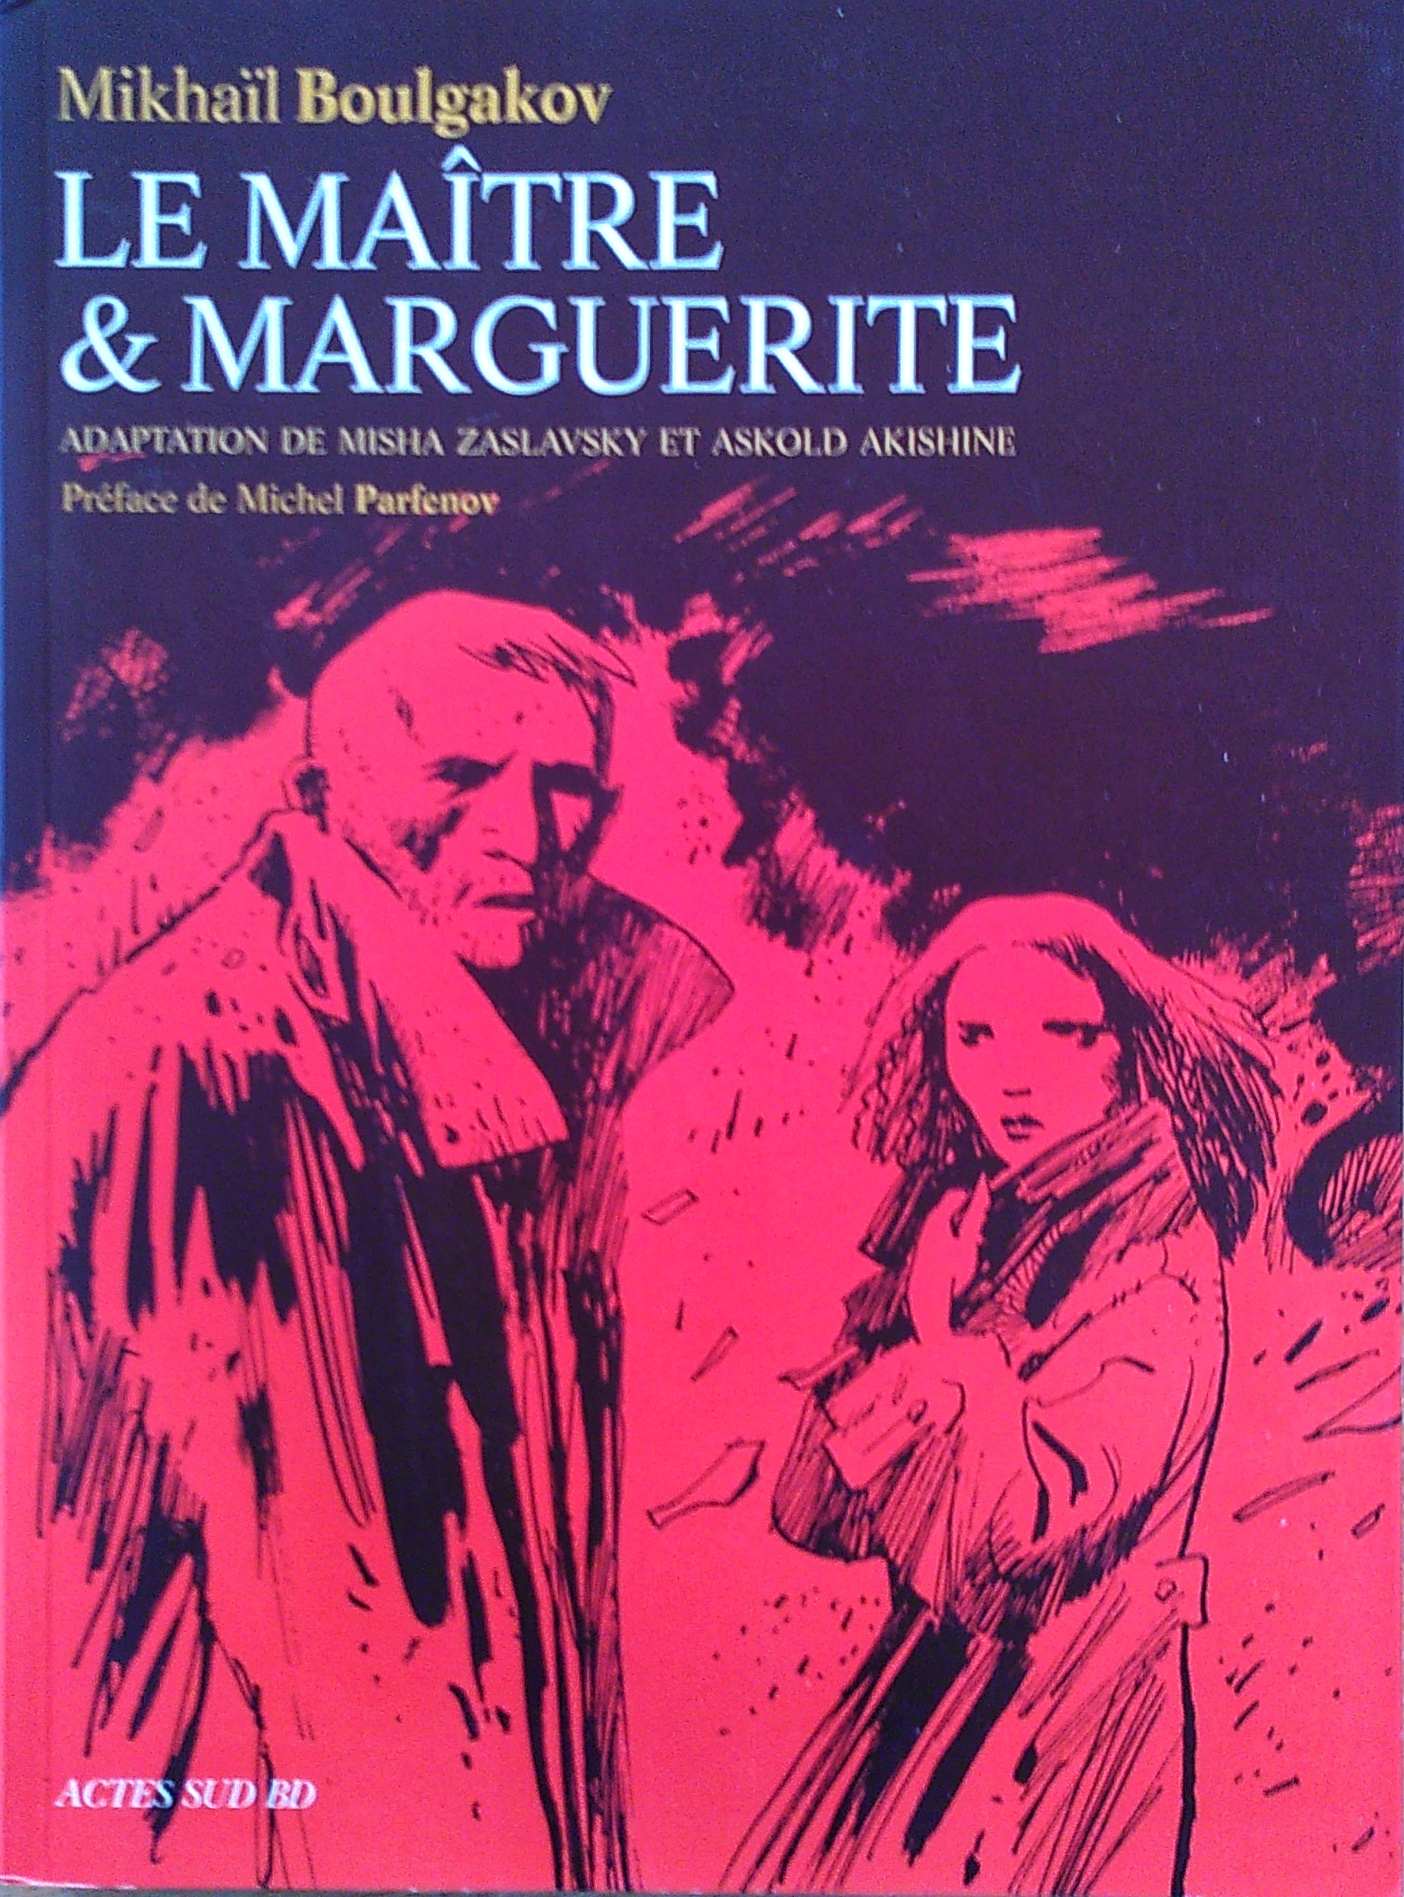 Mikhaïl Boulgakov
LE MAÎTRE
& MARGUERITE
ADAPTATION DE MISHA ZASLAVSKY ET ASKOLD AKISHINE
Préface de Michel Parfenov
ACTES SUD BD